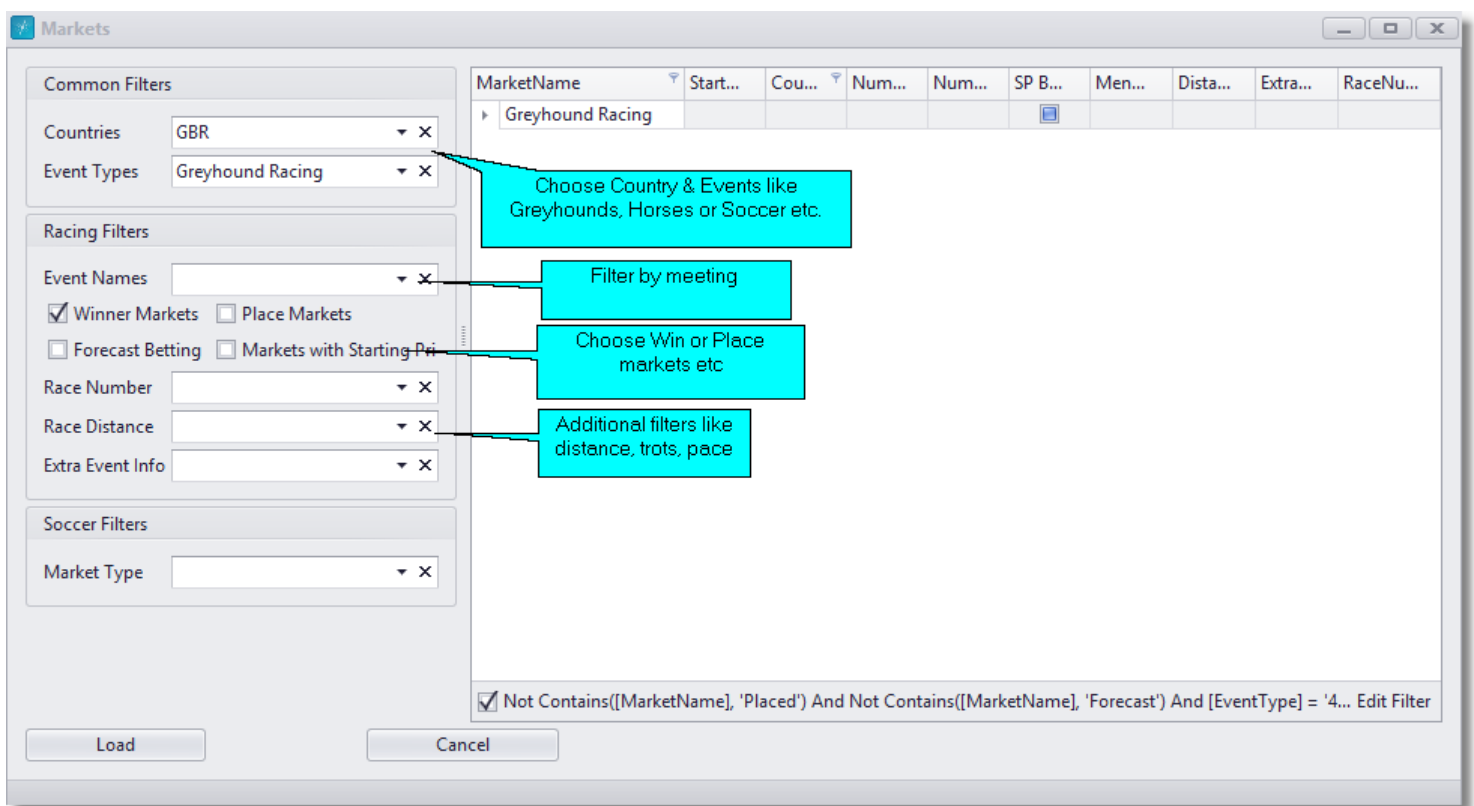 Markets
Common Filters
Countries GBR
Event Types Greyhound Racing
Racing Filters
Event Names
Winner Markets Place Markets
Forecast Betting Markets with Starting Pri
Race Number
Race Distance
Extra Event Info
Soccer Filters
Market Type
Load Cancel
MarketName Start... Cou... Num... Num... SP B... Men... Dista... Extra... RaceNu...
Greyhound Racing
Choose Country & Events like
Greyhounds, Horses or Soccer etc.
Filter by meeting
Choose Win or Place
markets etc
Additional filters like
distance, trots, pace
Not Contains([MarketName], 'Placed') And Not Contains([MarketName], 'Forecast') And [EventType] = '4... Edit Filter